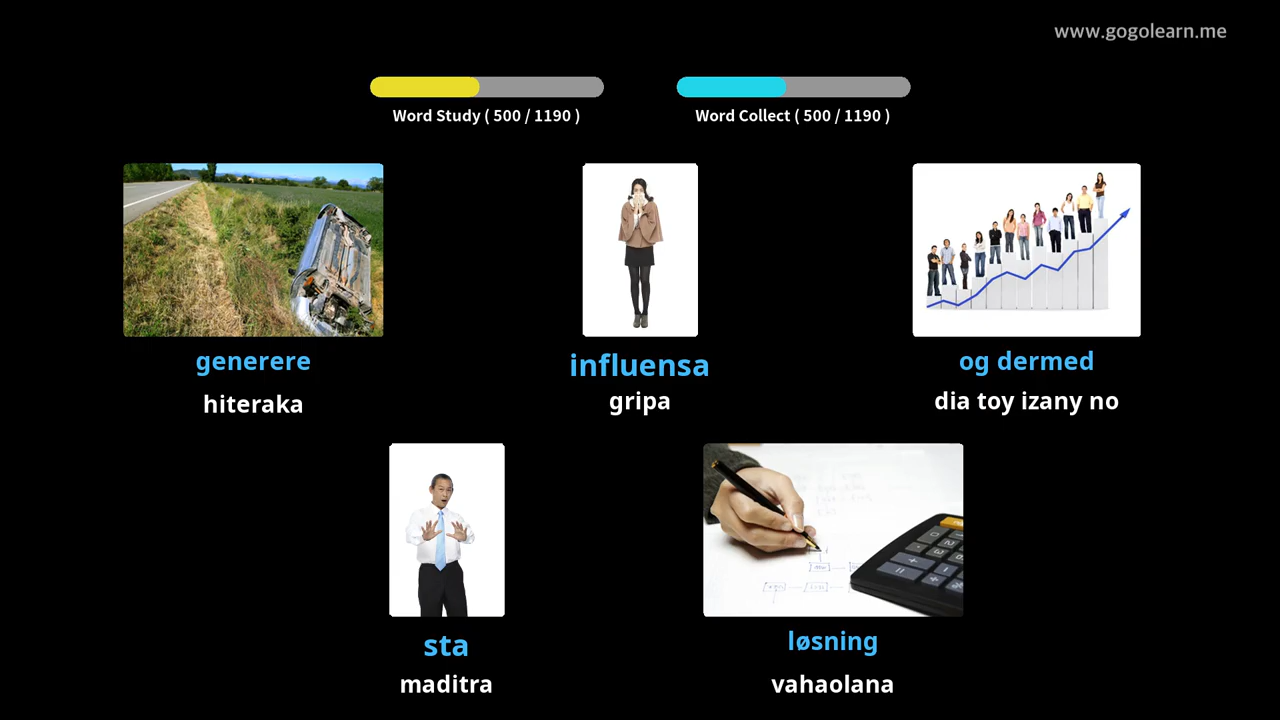 www.gogolearn.me
Word Study ( 500 / 1190 )
Word Collect ( 500 / 1190 )
generere
hiteraka
influensa
gripa
og dermed
dia toy izany no
sta
maditra
løsning
vahaolana